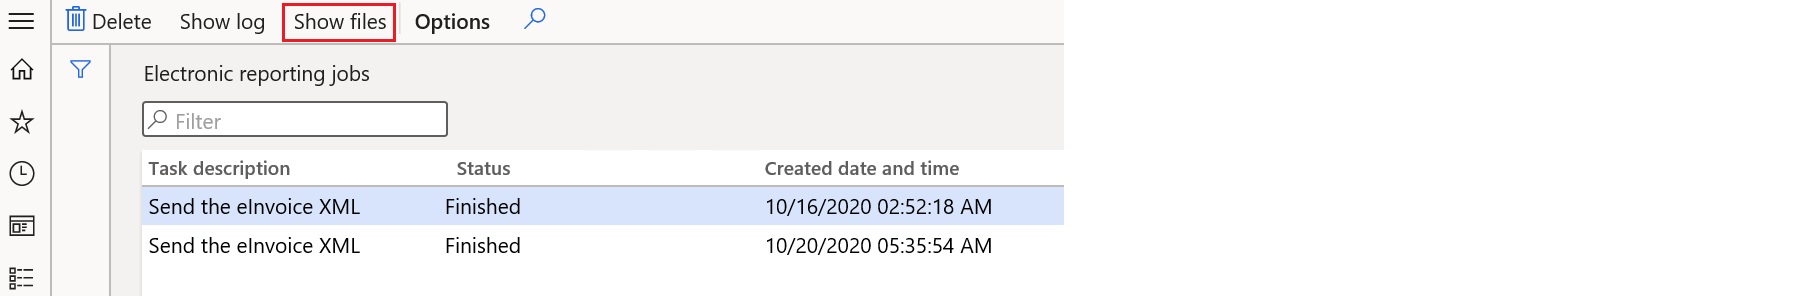 Delete Show log Show files Options
Electronic reporting jobs
Filter
Task description Status Created date and time
Send the eInvoice XML Finished 10/16/2020 02:52:18 AM
Send the eInvoice XML Finished 10/20/2020 05:35:54 AM